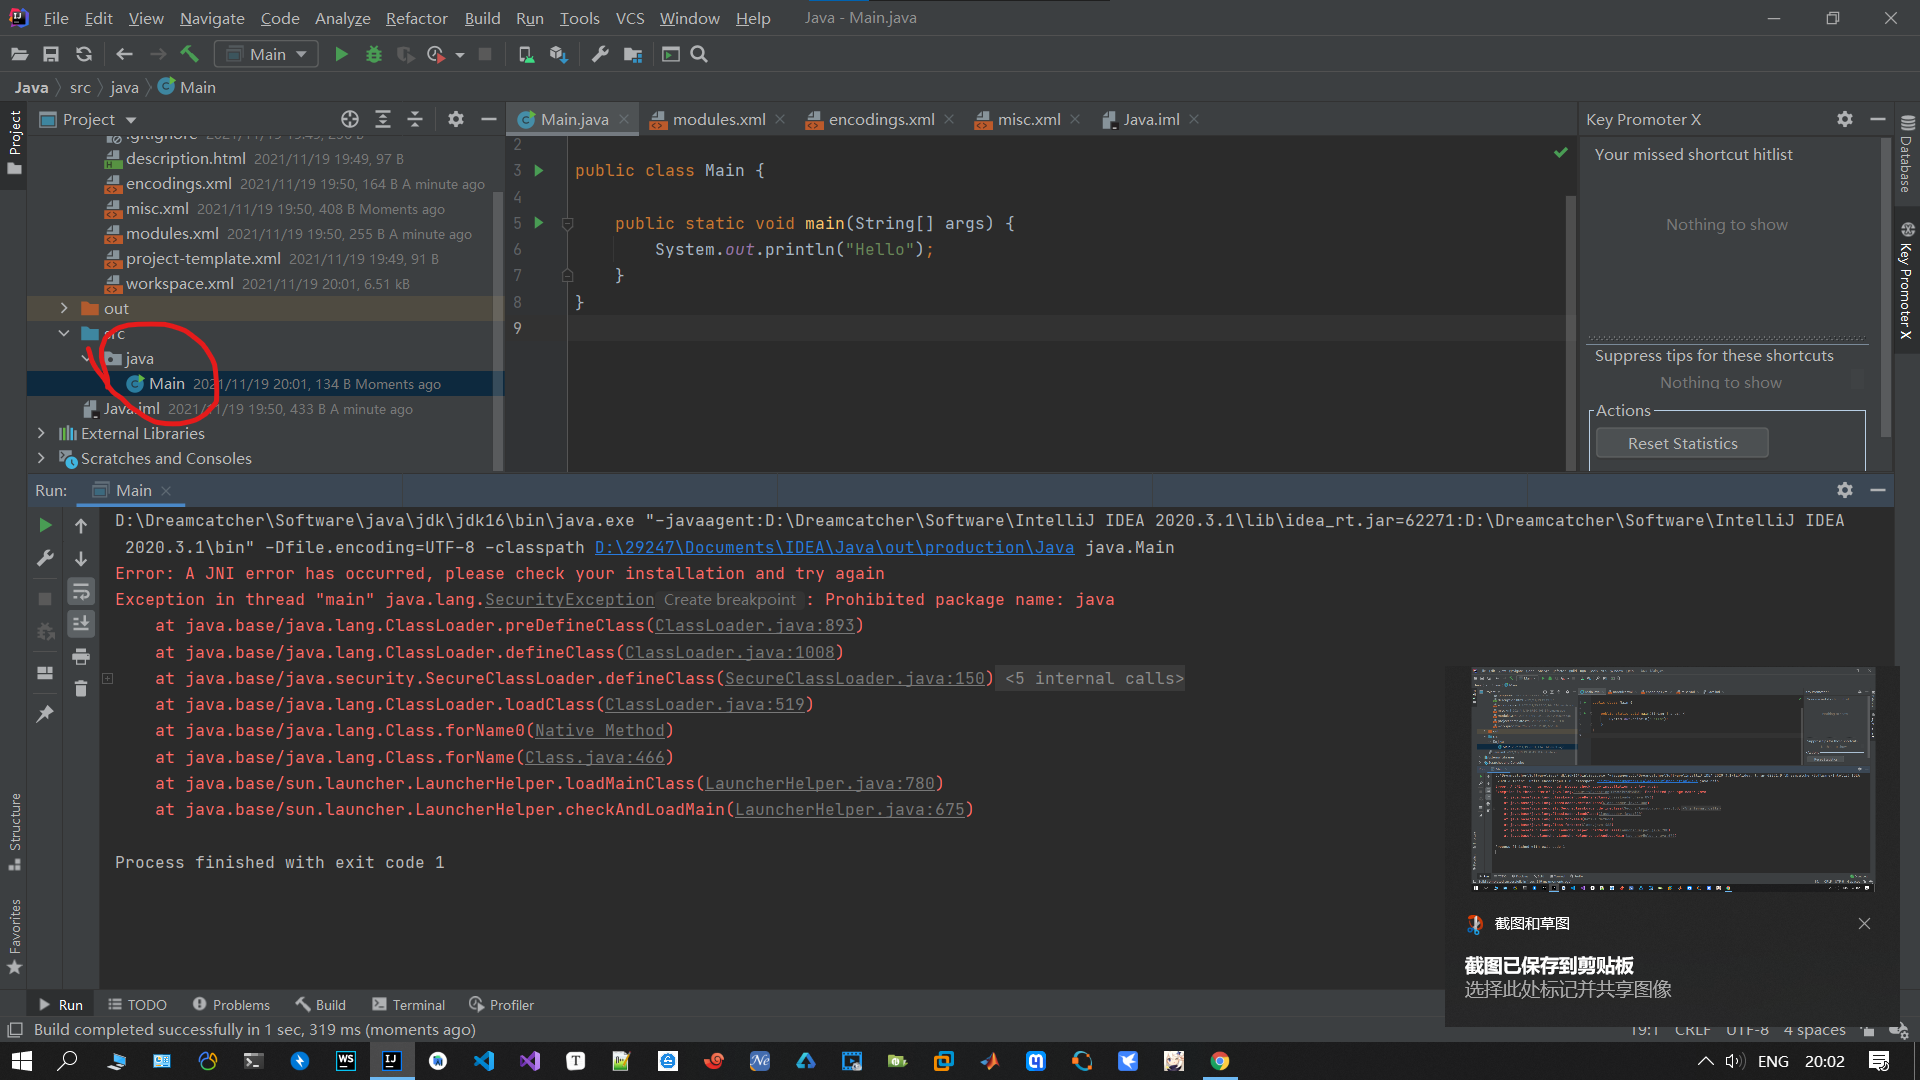 File Edit View Navigate Code Analyze Refactor Build Run Tools VCS Window Help Java - Main.java
Main
Java src java Main
Project
.gitignore 2021/11/19 19:49, 238 B
description.html 2021/11/19 19:49, 97 B
encodings.xml 2021/11/19 19:50, 164 B A minute ago
misc.xml 2021/11/19 19:50, 408 B Moments ago
modules.xml 2021/11/19 19:50, 255 B A minute ago
project-template.xml 2021/11/19 19:49, 91 B
workspace.xml 2021/11/19 20:01, 6.51 kB
out
src
java
Main 2021/11/19 20:01, 134 B Moments ago
Java.iml 2021/11/19 19:50, 433 B A minute ago
External Libraries
Scratches and Consoles
Project
Structure
Favorites
Main.java modules.xml encodings.xml misc.xml Java.iml
2
3 public class Main {
4
5 public static void main(String[] args) {
6 System.out.println("Hello");
7 }
8 }
9
Key Promoter X
Your missed shortcut hitlist
Nothing to show
Suppress tips for these shortcuts
Nothing to show
Actions
Reset Statistics
Database
Key Promoter X
Run: Main
D:\Dreamcatcher\Software\java\jdk\jdk16\bin\java.exe "-javaagent:D:\Dreamcatcher\Software\IntelliJ IDEA 2020.3.1\lib\idea_rt.jar=62271:D:\Dreamcatcher\Software\IntelliJ IDEA
2020.3.1\bin" -Dfile.encoding=UTF-8 -classpath D:\29247\Documents\IDEA\Java\out\production\Java java.Main
Error: A JNI error has occurred, please check your installation and try again
Exception in thread "main" java.lang.SecurityException Create breakpoint : Prohibited package name: java
at java.base/java.lang.ClassLoader.preDefineClass(ClassLoader.java:893)
at java.base/java.lang.ClassLoader.defineClass(ClassLoader.java:1008)
at java.base/java.security.SecureClassLoader.defineClass(SecureClassLoader.java:150) <5 internal calls>
at java.base/java.lang.ClassLoader.loadClass(ClassLoader.java:519)
at java.base/java.lang.Class.forName0(Native Method)
at java.base/java.lang.Class.forName(Class.java:466)
at java.base/sun.launcher.LauncherHelper.loadMainClass(LauncherHelper.java:780)
at java.base/sun.launcher.LauncherHelper.checkAndLoadMain(LauncherHelper.java:675)
Process finished with exit code 1
截图和草图
截图已保存到剪贴板
选择此处标记并共享图像
Run TODO Problems Build Terminal Profiler
Build completed successfully in 1 sec, 319 ms (moments ago)
19:1 CRLF UTF-8 4 spaces
WS IJ T Ne ENG 20:02